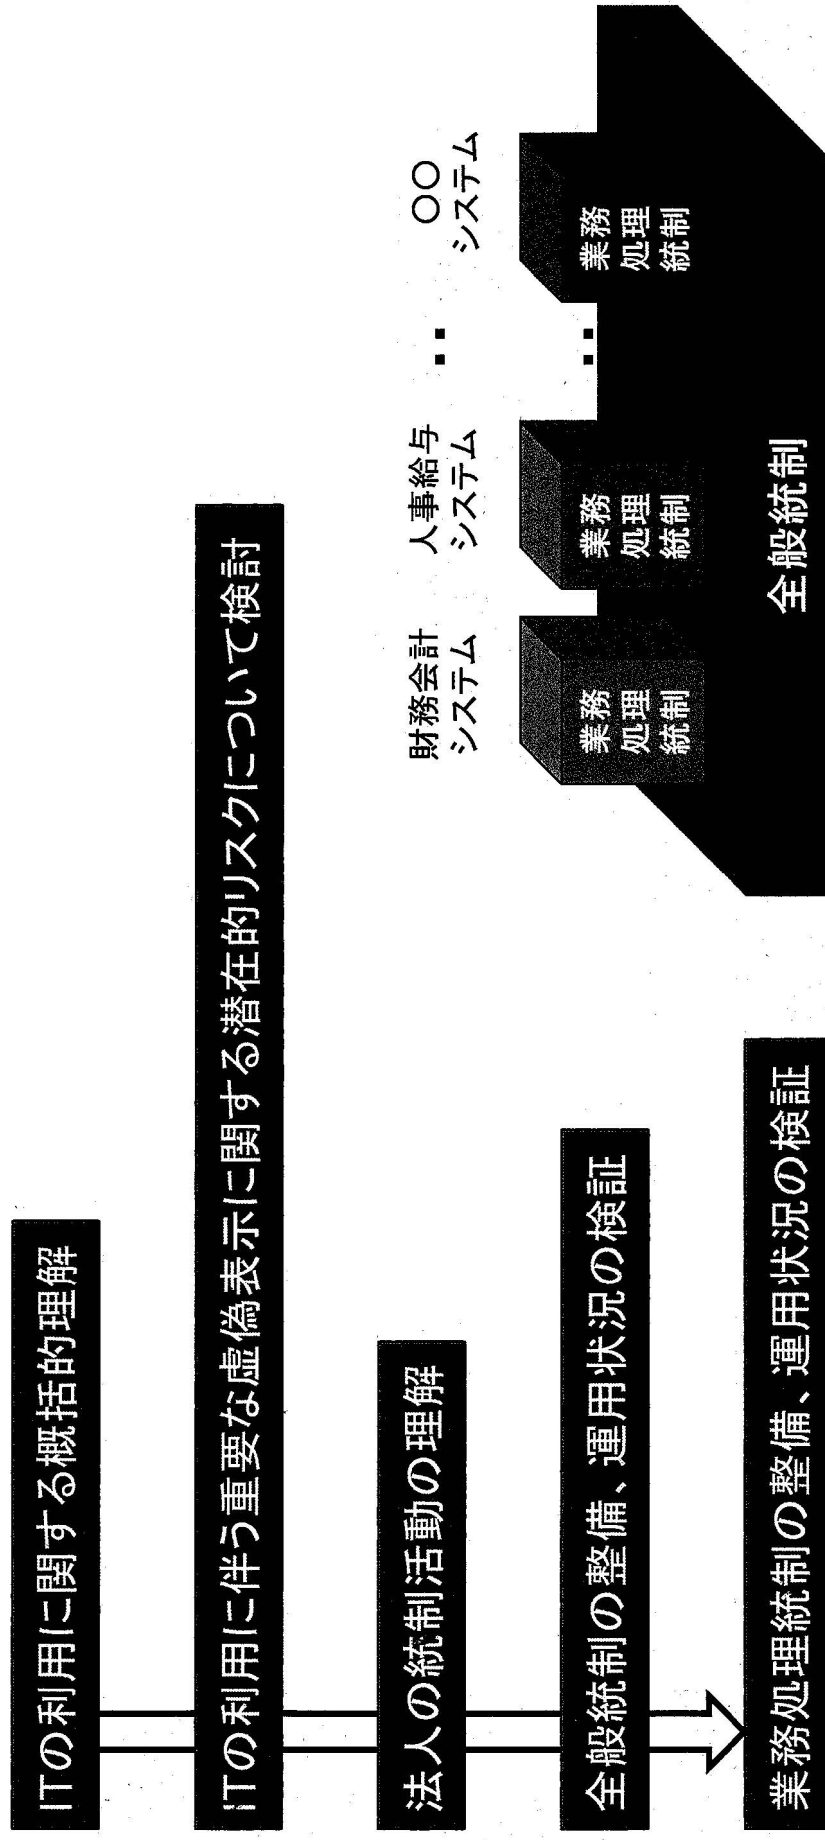 ITの利用に関する概括的理解
ITの利用に伴う重要な虚偽表示に関する潜在的リスクについて検討
法人の統制活動の理解
全般統制の整備、運用状況の検証
業務処理統制の整備、運用状況の検証
財務会計
システム
人事給与
システム
‥
〇〇
システム
業務
処理
統制
業務
処理
統制
‥
業務
処理
統制
全般統制